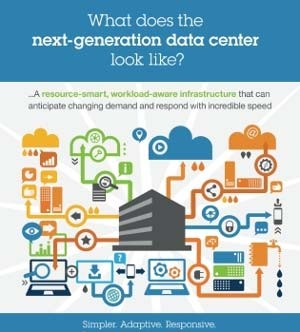 What does the
next-generation data center
look like?
...A resource-smart, workload-aware infrastructure that can
anticipate changing demand and respond with incredible speed
Simpler. Adaptive. Responsive.